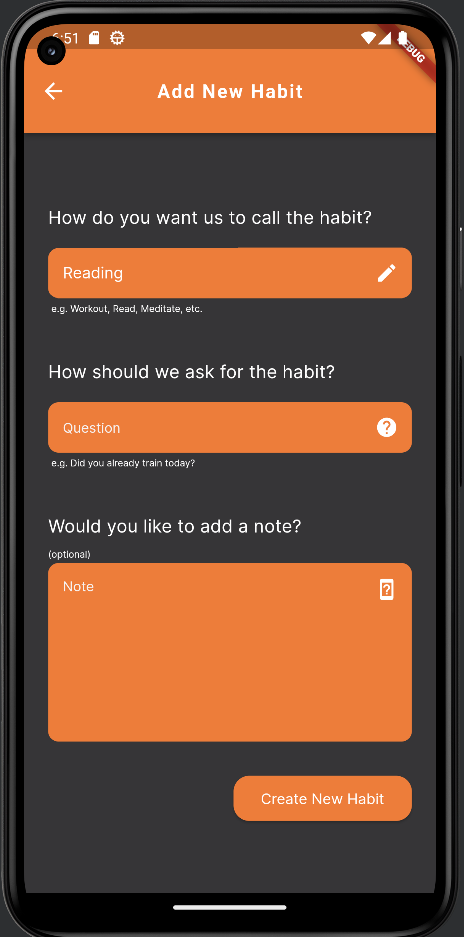 6:51
DEBUG
Add New Habit
How do you want us to call the habit?
Reading
e.g. Workout, Read, Meditate, etc.
How should we ask for the habit?
Question
e.g. Did you already train today?
Would you like to add a note?
(optional)
Note
Create New Habit